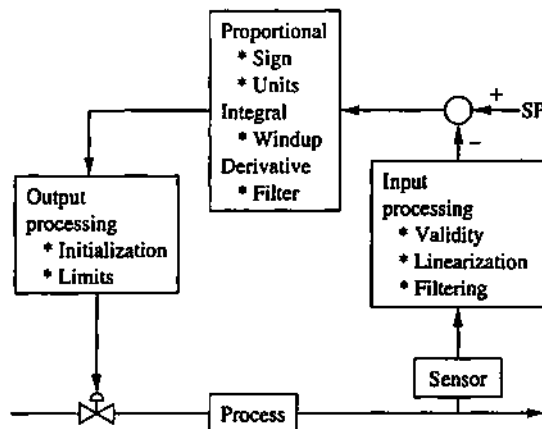 Proportional
* Sign
* Units
Integral
* Windup
Derivative
* Filter
+
SP
−
Output
processing
* Initialization
* Limits
Input
processing
* Validity
* Linearization
* Filtering
Sensor
Process